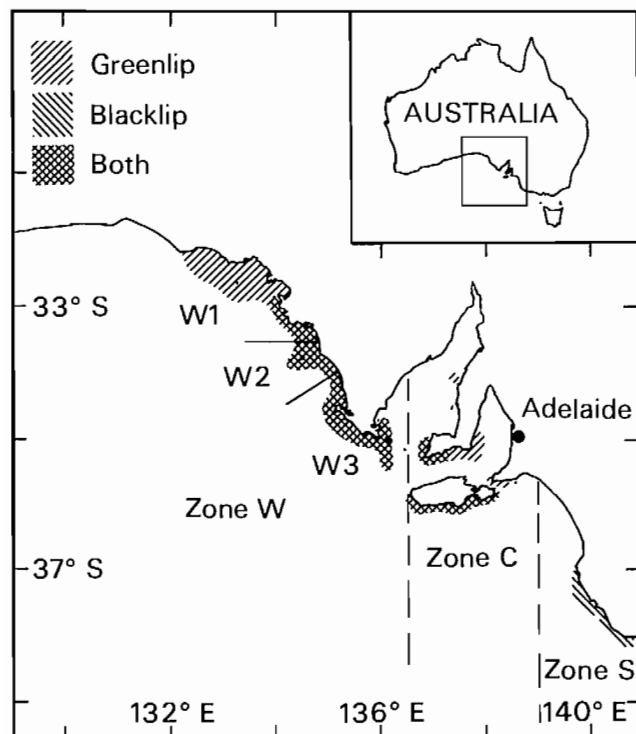 Greenlip
Blacklip
Both
AUSTRALIA
33° S
W1
W2
W3
Adelaide
Zone W
Zone C
37° S
Zone S
132° E
136° E
140° E